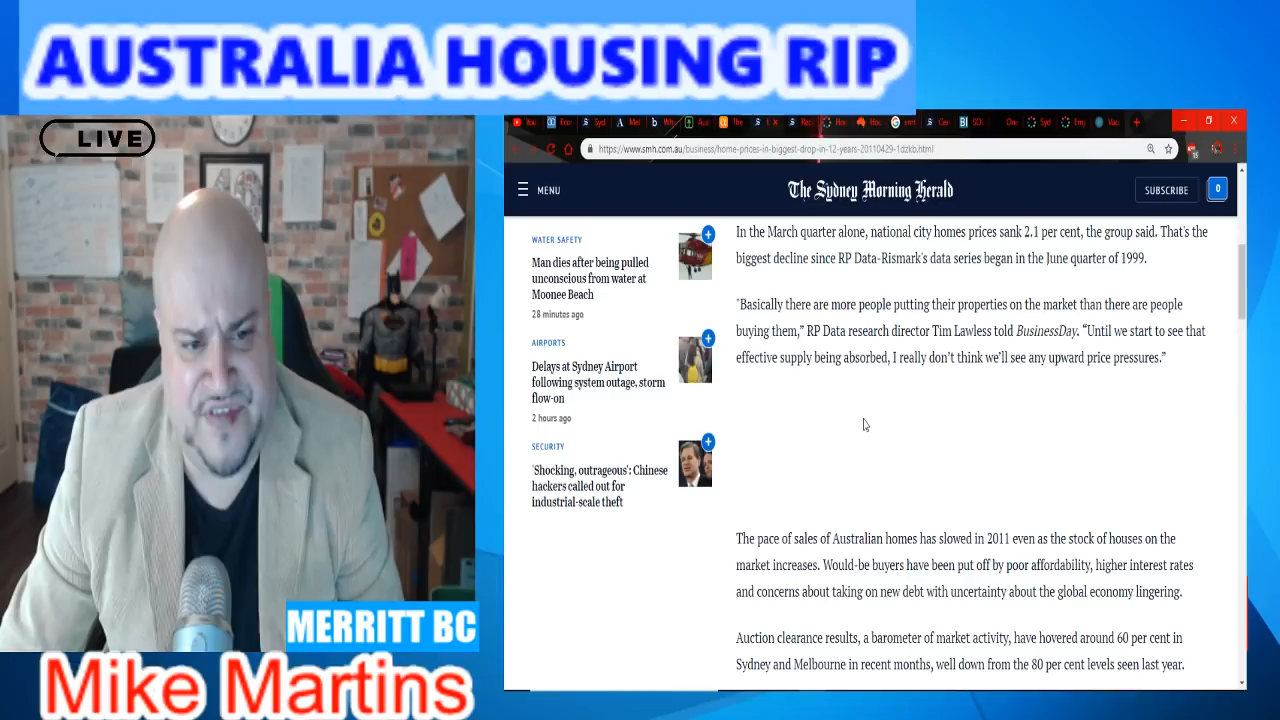 AUSTRALIA HOUSING RIP
LIVE
https://www.smh.com.au/business/home-prices-in-biggest-drop-in-12-years-20110429-1dzkb.html
MENU
The Sydney Morning Herald
SUBSCRIBE
0
WATER SAFETY
Man dies after being pulled
unconscious from water at
Moonee Beach
28 minutes ago
AIRPORTS
Delays at Sydney Airport
following system outage, storm
flow-on
2 hours ago
SECURITY
'Shocking, outrageous': Chinese
hackers called out for
industrial-scale theft
In the March quarter alone, national city homes prices sank 2.1 per cent, the group said. That's the
biggest decline since RP Data-Rismark's data series began in the June quarter of 1999.
"Basically there are more people putting their properties on the market than there are people
buying them,” RP Data research director Tim Lawless told BusinessDay. “Until we start to see that
effective supply being absorbed, I really don’t think we’ll see any upward price pressures.”
The pace of sales of Australian homes has slowed in 2011 even as the stock of houses on the
market increases. Would-be buyers have been put off by poor affordability, higher interest rates
and concerns about taking on new debt with uncertainty about the global economy lingering.
Auction clearance results, a barometer of market activity, have hovered around 60 per cent in
Sydney and Melbourne in recent months, well down from the 80 per cent levels seen last year.
MERRITT BC
Mike Martins